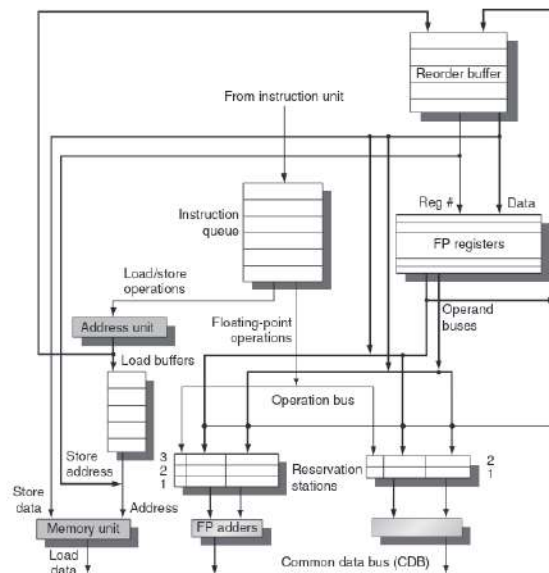 Reorder buffer
From instruction unit
Reg #
Data
Instruction
queue
FP registers
Load/store
operations
Operand
buses
Address unit
Floating-point
operations
Load buffers
Operation bus
Store
address
3
2
1
Reservation
stations
2
1
Store
data
Address
Memory unit
FP adders
Load
data
Common data bus (CDB)